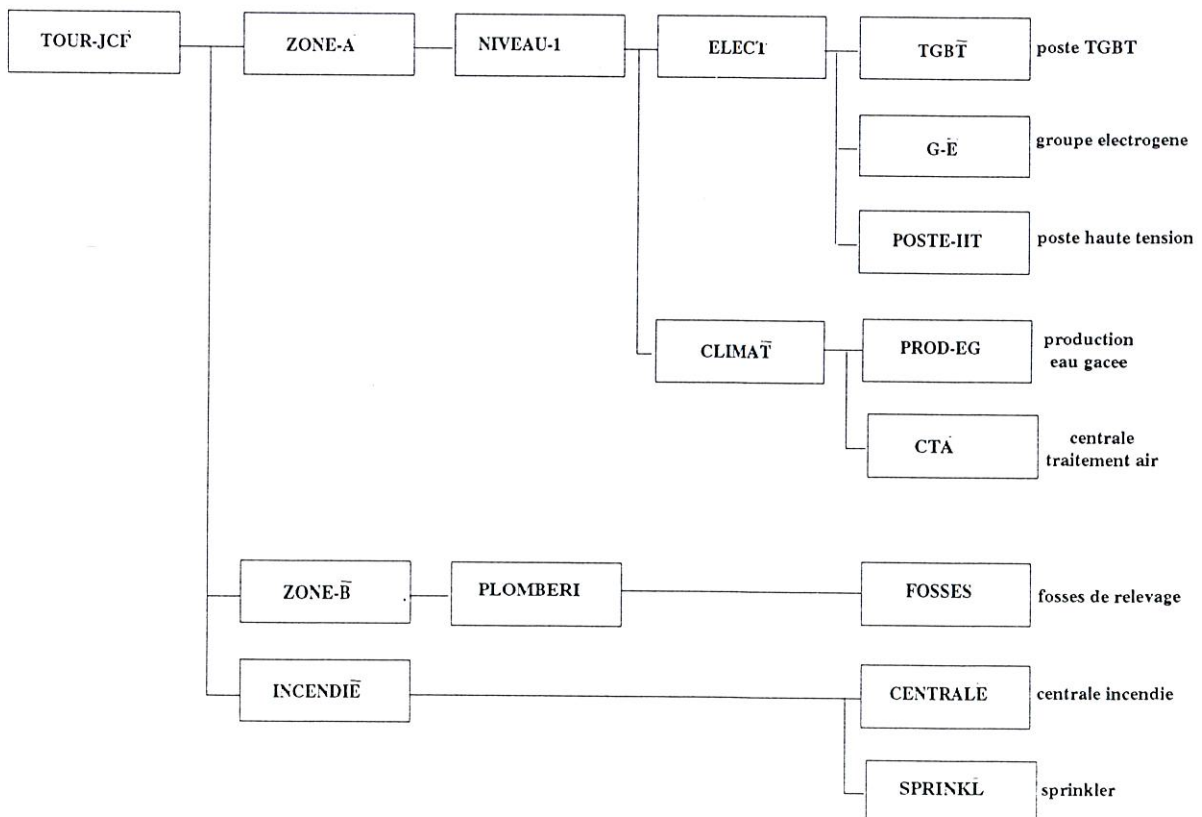 TOUR-JCF
ZONE-A
NIVEAU-1
ELECT
TGBT
poste TGBT
G-E
groupe electrogene
POSTE-HT
poste haute tension
CLIMAT
PROD-EG
production
eau gacee
CTA
centrale
traitement air
ZONE-B
PLOMBERI
FOSSES
fosses de relevage
INCENDIE
CENTRALE
centrale incendie
SPRINKL
sprinkler